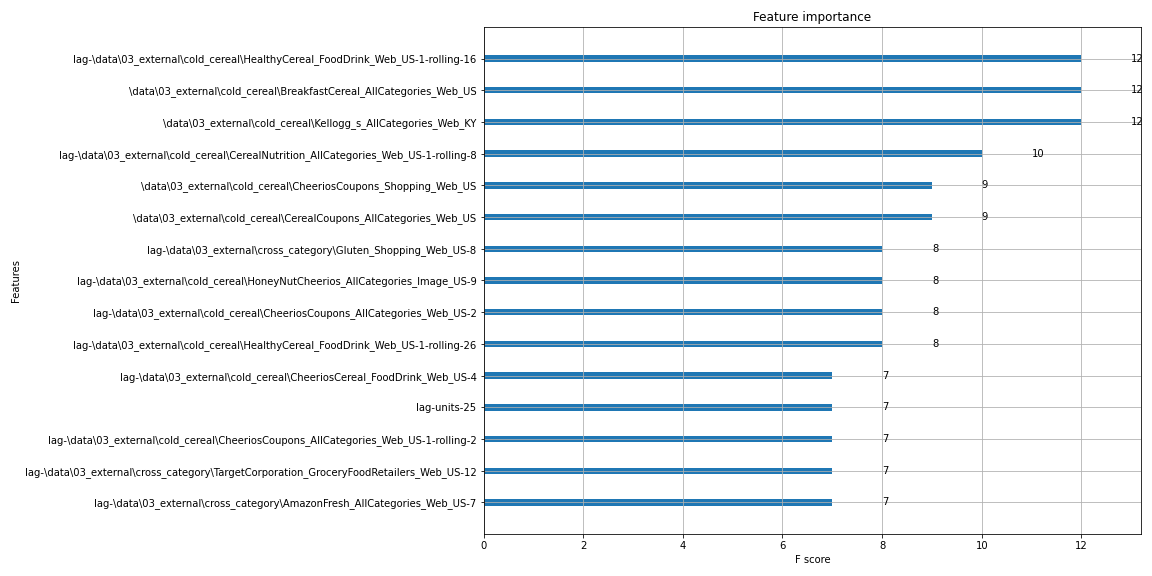 Feature importance
lag-\data\03_external\cold_cereal\HealthyCereal_FoodDrink_Web_US-1-rolling-16 12
\data\03_external\cold_cereal\BreakfastCereal_AllCategories_Web_US 12
\data\03_external\cold_cereal\Kellogg_s_AllCategories_Web_KY 12
lag-\data\03_external\cold_cereal\CerealNutrition_AllCategories_Web_US-1-rolling-8 10
\data\03_external\cold_cereal\CheeriosCoupons_Shopping_Web_US 9
\data\03_external\cold_cereal\CerealCoupons_AllCategories_Web_US 9
lag-\data\03_external\cross_category\Gluten_Shopping_Web_US-8 8
lag-\data\03_external\cold_cereal\HoneyNutCheerios_AllCategories_Image_US-9 8
lag-\data\03_external\cold_cereal\CheeriosCoupons_AllCategories_Web_US-2 8
lag-\data\03_external\cold_cereal\HealthyCereal_FoodDrink_Web_US-1-rolling-26 8
lag-\data\03_external\cold_cereal\CheeriosCereal_FoodDrink_Web_US-4 7
lag-units-25 7
lag-\data\03_external\cold_cereal\CheeriosCoupons_AllCategories_Web_US-1-rolling-2 7
lag-\data\03_external\cross_category\TargetCorporation_GroceryFoodRetailers_Web_US-12 7
lag-\data\03_external\cross_category\AmazonFresh_AllCategories_Web_US-7 7
Features
0 2 4 6 8 10 12
F score